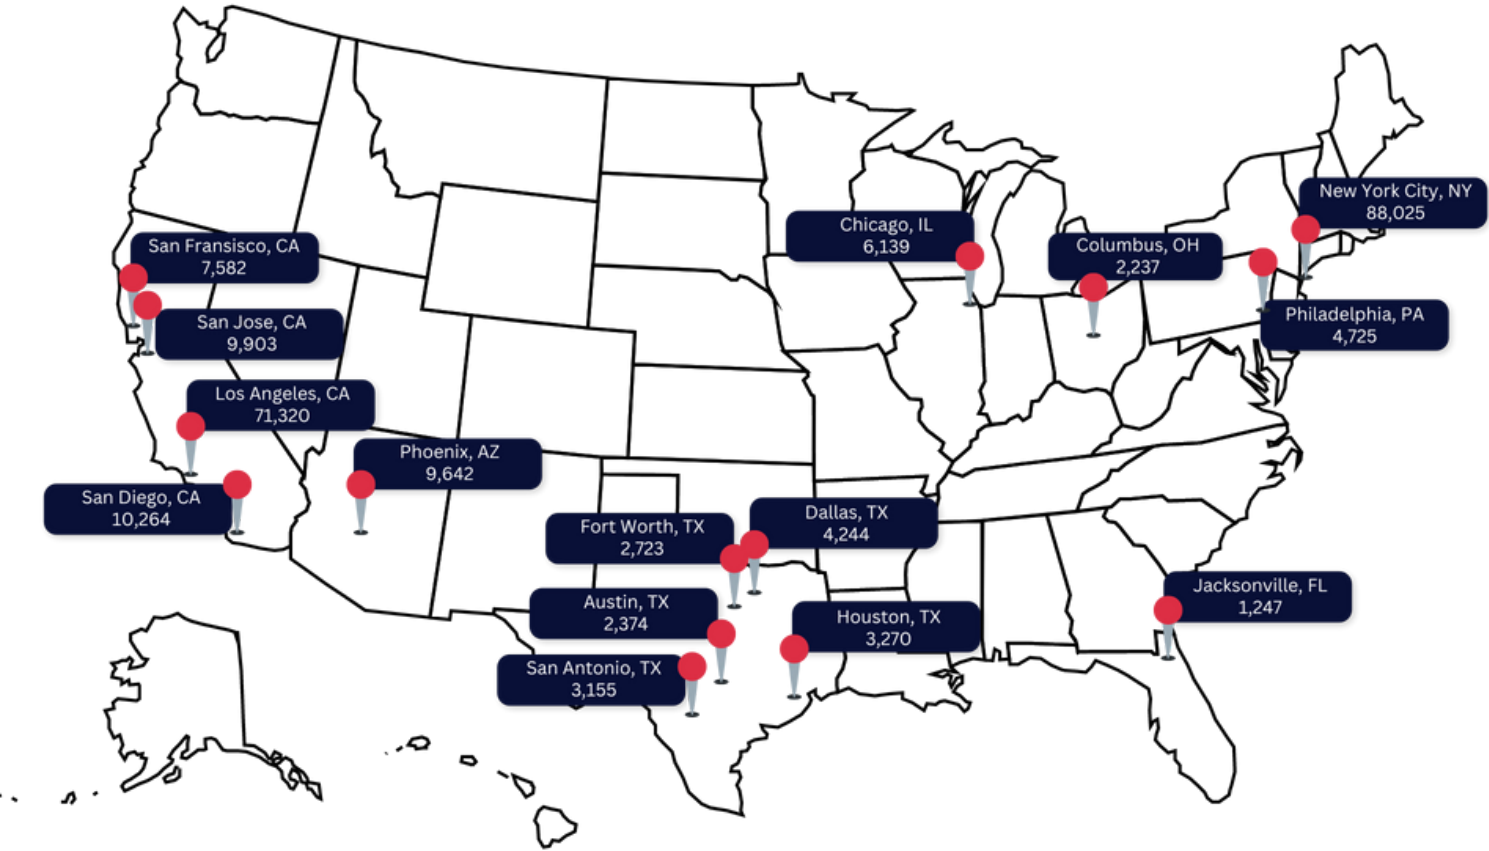 New York City, NY
88,025
Chicago, IL
6,139
Columbus, OH
2,237
San Fransisco, CA
7,582
Philadelphia, PA
4,725
San Jose, CA
9,903
Los Angeles, CA
71,320
Phoenix, AZ
9,642
San Diego, CA
10,264
Dallas, TX
4,244
Fort Worth, TX
2,723
Jacksonville, FL
1,247
Austin, TX
2,374
Houston, TX
3,270
San Antonio, TX
3,155